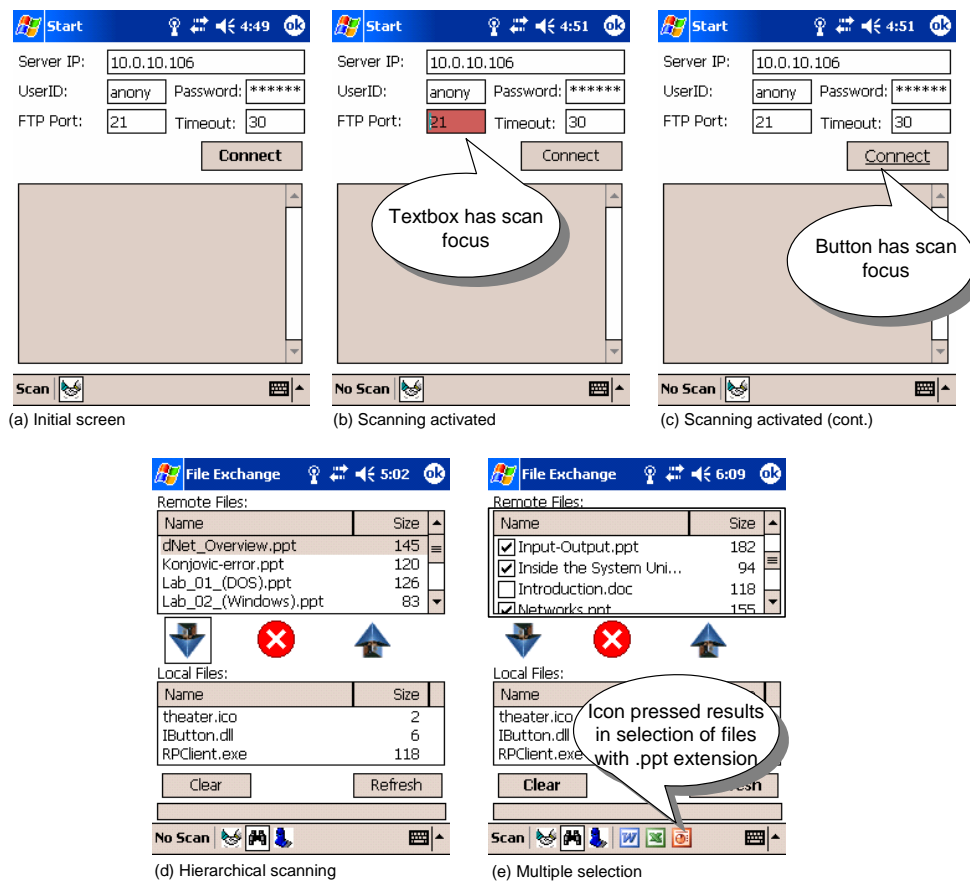 Start 4:49 ok
Server IP: 10.0.10.106
UserID: anony Password: ******
FTP Port: 21 Timeout: 30
Connect
Scan
(a) Initial screen
Start 4:51 ok
Server IP: 10.0.10.106
UserID: anony Password: ******
FTP Port: 21 Timeout: 30
Connect
Textbox has scan
focus
No Scan
(b) Scanning activated
Start 4:51 ok
Server IP: 10.0.10.106
UserID: anony Password: ******
FTP Port: 21 Timeout: 30
Connect
Button has scan
focus
No Scan
(c) Scanning activated (cont.)
File Exchange 5:02 ok
Remote Files:
Name Size
dNet_Overview.ppt 145
Konjovic-error.ppt 120
Lab_01_(DOS).ppt 126
Lab_02_(Windows).ppt 83
Local Files:
Name Size
theater.ico 2
IButton.dll 6
RPClient.exe 118
Clear Refresh
No Scan
(d) Hierarchical scanning
File Exchange 6:09 ok
Remote Files:
Name Size
Input-Output.ppt 182
Inside the System Uni... 94
Introduction.doc 118
Networks.ppt 155
Local Files:
Name
theater.ico
IButton.dll
RPClient.exe
Icon pressed results
in selection of files
with .ppt extension
Clear
Scan
(e) Multiple selection